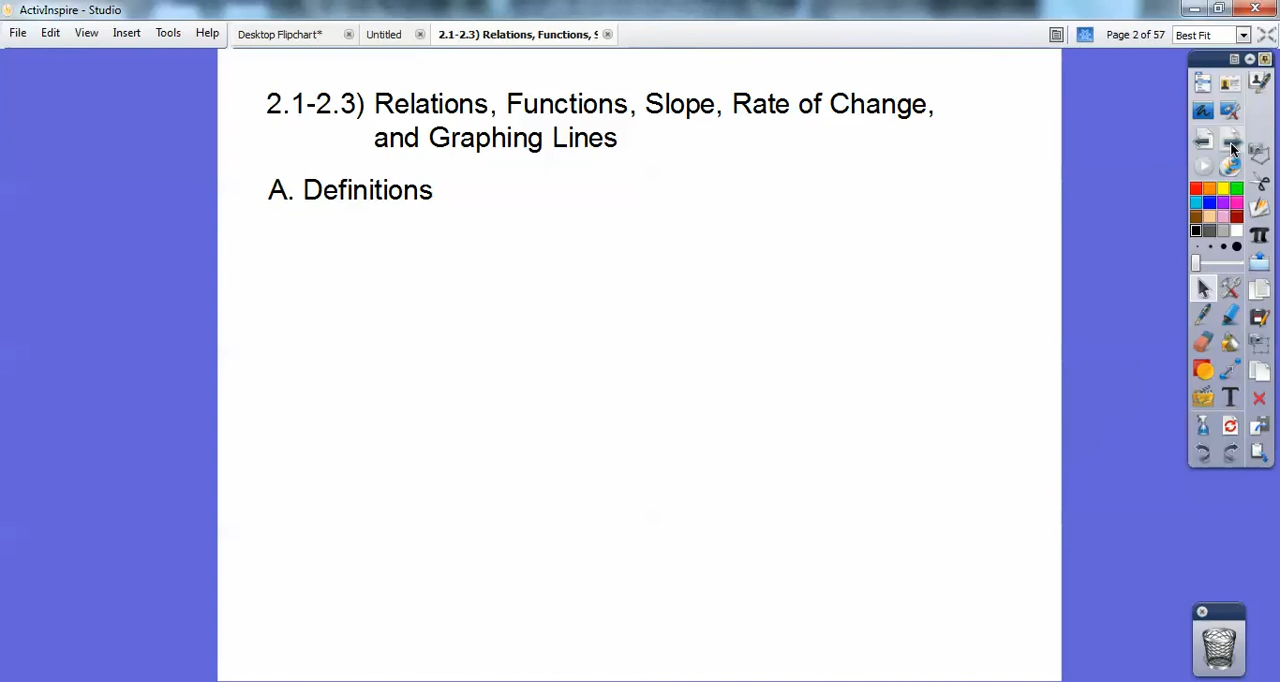 ActivInspire - Studio
File Edit View Insert Tools Help
Desktop Flipchart* Untitled 2.1-2.3) Relations, Functions, S
Page 2 of 57 Best Fit
2.1-2.3) Relations, Functions, Slope, Rate of Change,
and Graphing Lines
A. Definitions